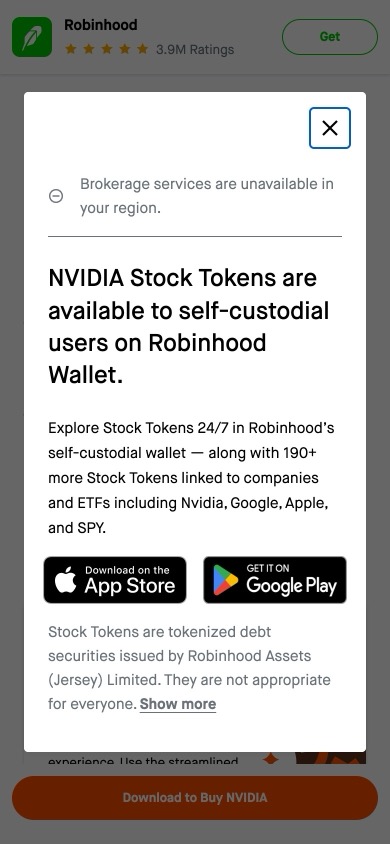 Robinhood
3.9M Ratings
Get
Brokerage services are unavailable in
your region.
NVIDIA Stock Tokens are
available to self-custodial
users on Robinhood
Wallet.
Explore Stock Tokens 24/7 in Robinhood's
self-custodial wallet — along with 190+
more Stock Tokens linked to companies
and ETFs including Nvidia, Google, Apple,
and SPY.
Download on the
App Store
GET IT ON
Google Play
Stock Tokens are tokenized debt
securities issued by Robinhood Assets
(Jersey) Limited. They are not appropriate
for everyone. Show more
experience. Use the streamlined
Download to Buy NVIDIA